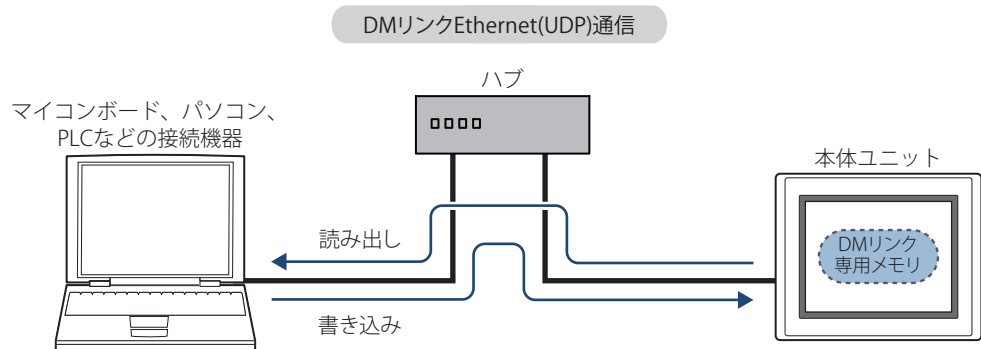 DMリンクEthernet(UDP)通信
ハブ
マイコンボード、パソコン、
PLCなどの接続機器
本体ユニット
読み出し
DMリンク
専用メモリ
書き込み